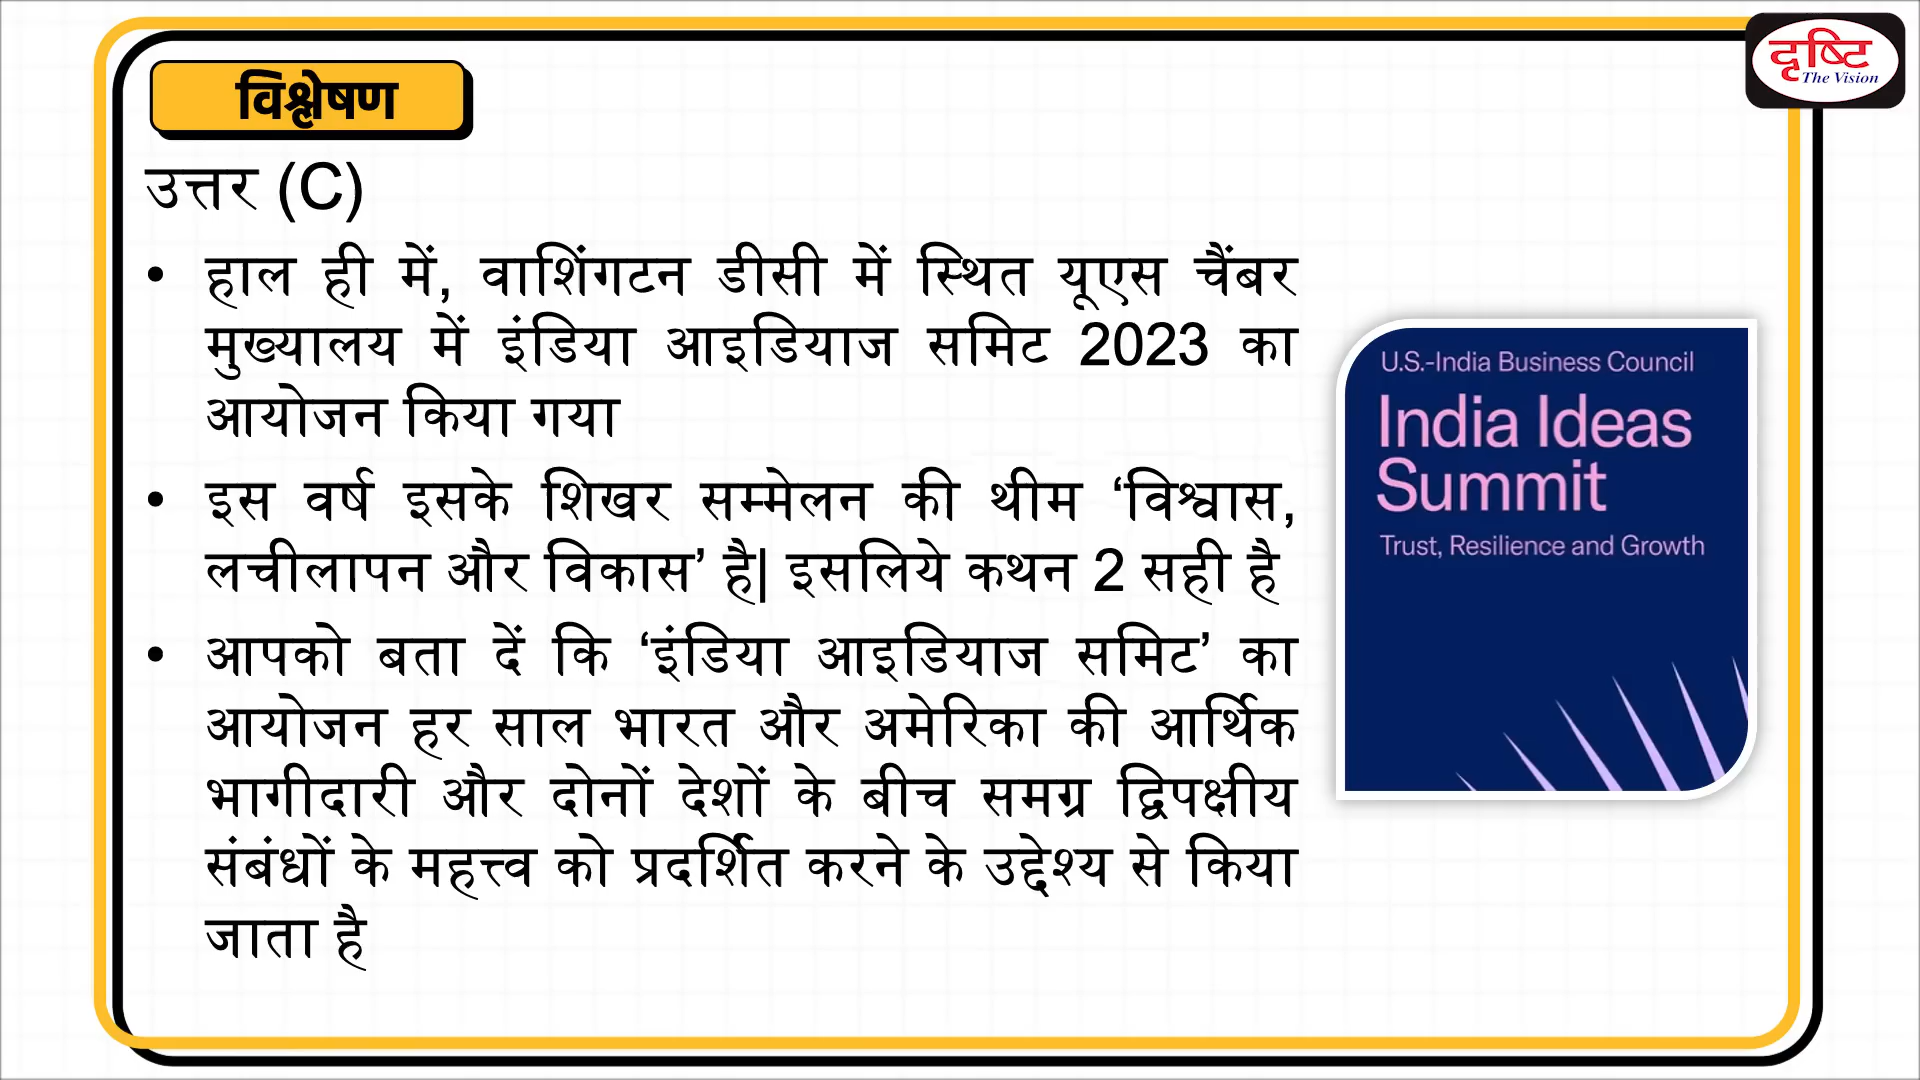 दृष्टि
The Vision
विश्लेषण
उत्तर (C)
• हाल ही में, वाशिंगटन डीसी में स्थित यूएस चैंबर
मुख्यालय में इंडिया आइडियाज समिट 2023 का
आयोजन किया गया
• इस वर्ष इसके शिखर सम्मेलन की थीम ‘विश्वास,
लचीलापन और विकास’ है| इसलिये कथन 2 सही है
• आपको बता दें कि ‘इंडिया आइडियाज समिट’ का
आयोजन हर साल भारत और अमेरिका की आर्थिक
भागीदारी और दोनों देशों के बीच समग्र द्विपक्षीय
संबंधों के महत्त्व को प्रदर्शित करने के उद्देश्य से किया
जाता है
U.S.-India Business Council
India Ideas
Summit
Trust, Resilience and Growth